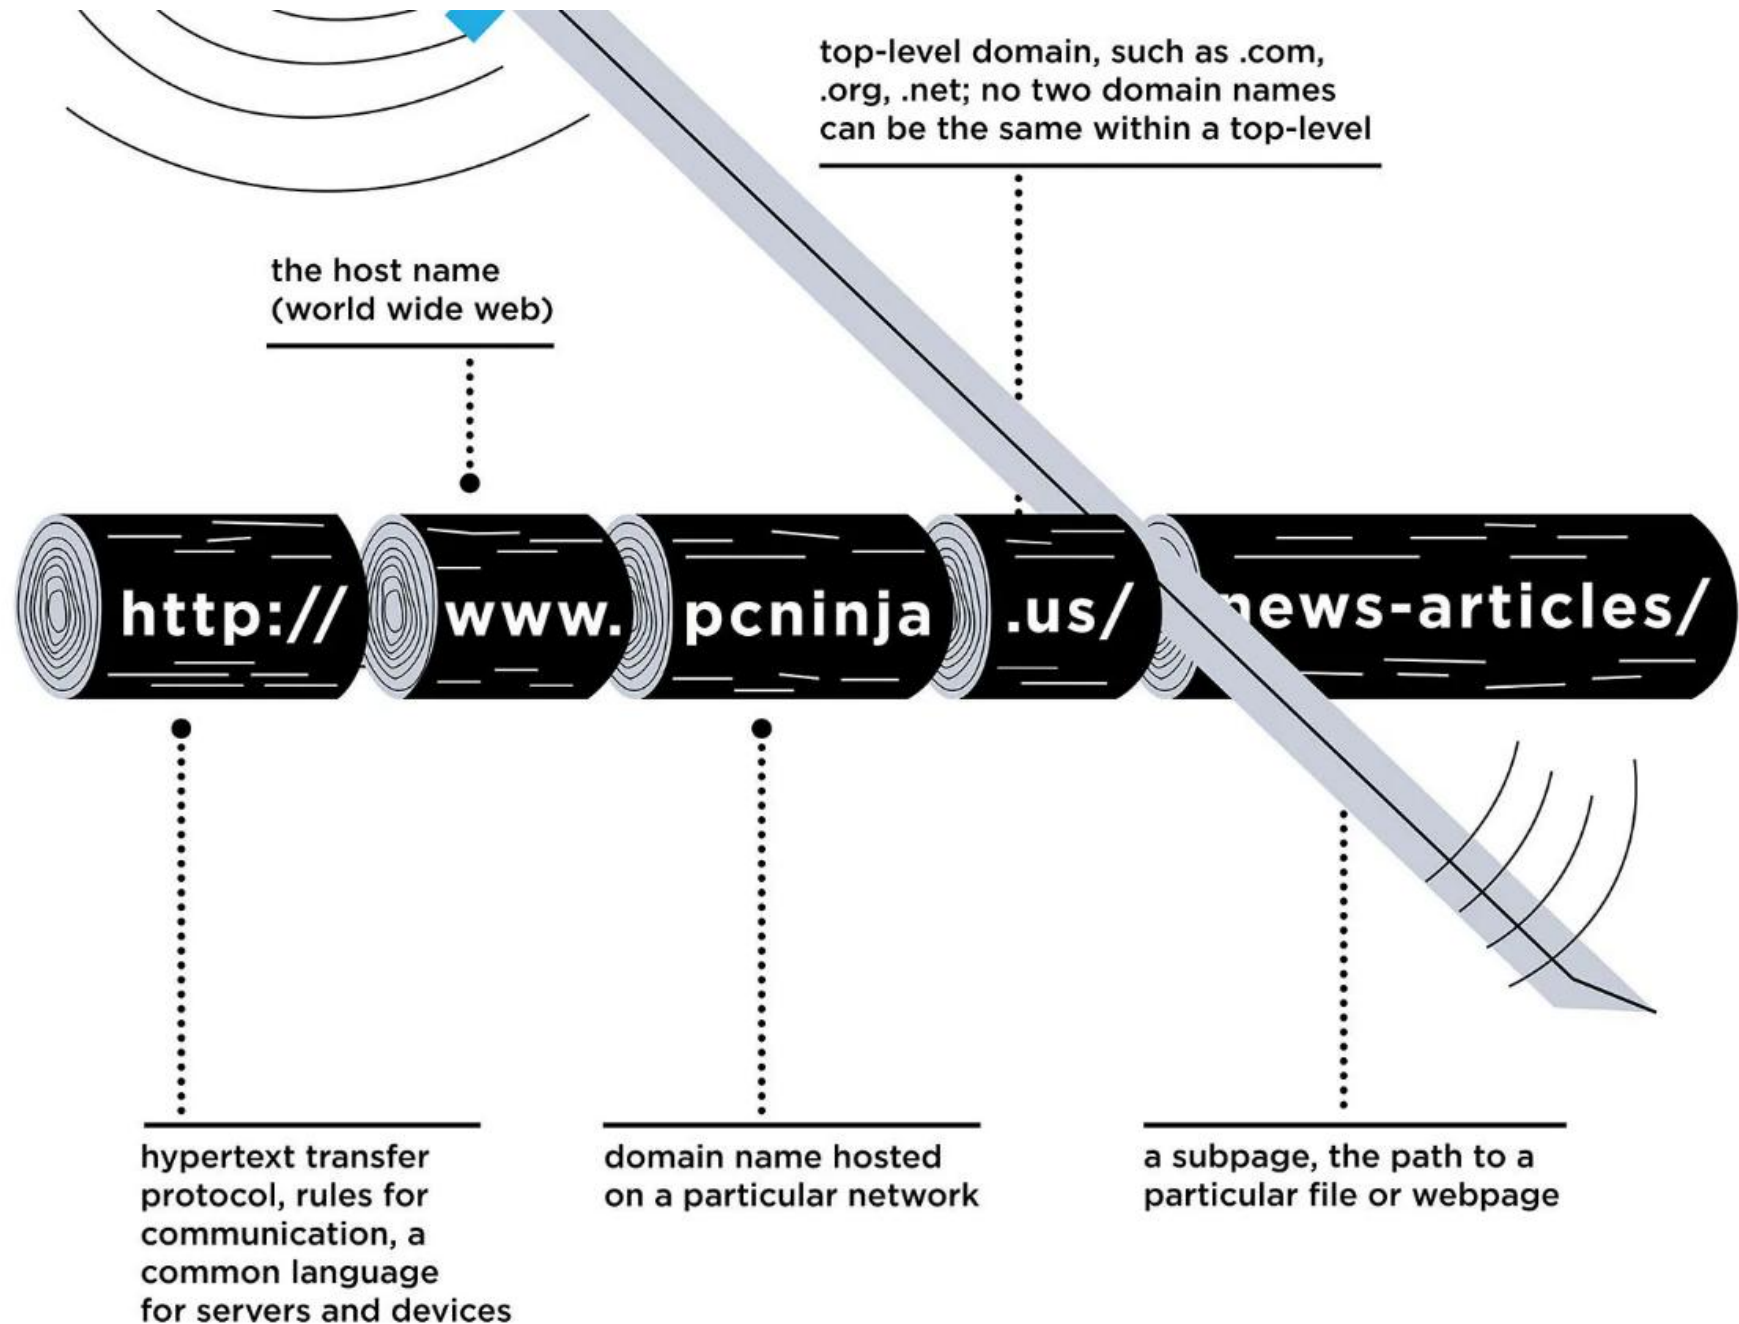 top-level domain, such as .com,
.org, .net; no two domain names
can be the same within a top-level
the host name
(world wide web)
http:// www. pcninja .us/ news-articles/
hypertext transfer
protocol, rules for
communication, a
common language
for servers and devices
domain name hosted
on a particular network
a subpage, the path to a
particular file or webpage